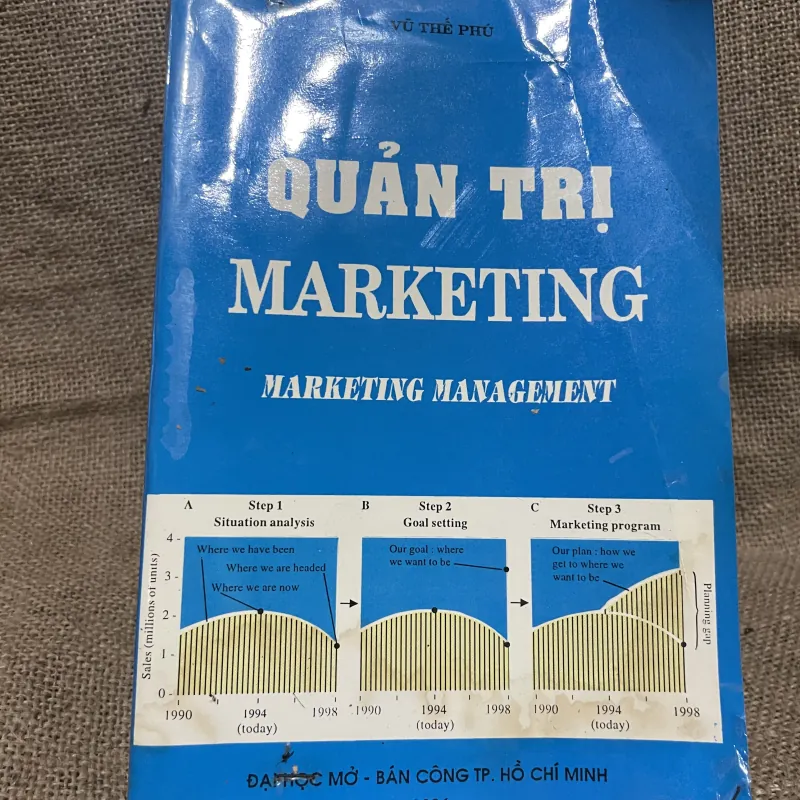 VŨ THẾ PHÚ
QUẢN TRỊ
MARKETING
MARKETING MANAGEMENT
A Step 1
Situation analysis
B Step 2
Goal setting
C Step 3
Marketing program
Sales (millions of units)
4
3
2
1
0
Where we have been
Where we are headed
Where we are now
1990 1994 1998
(today)
Our goal : where
we want to be
1990 1994 1998
(today)
Our plan : how we
get to where we
want to be
Planning gap
1990 1994 1998
(today)
ĐẠI HỌC MỞ - BÁN CÔNG TP. HỒ CHÍ MINH